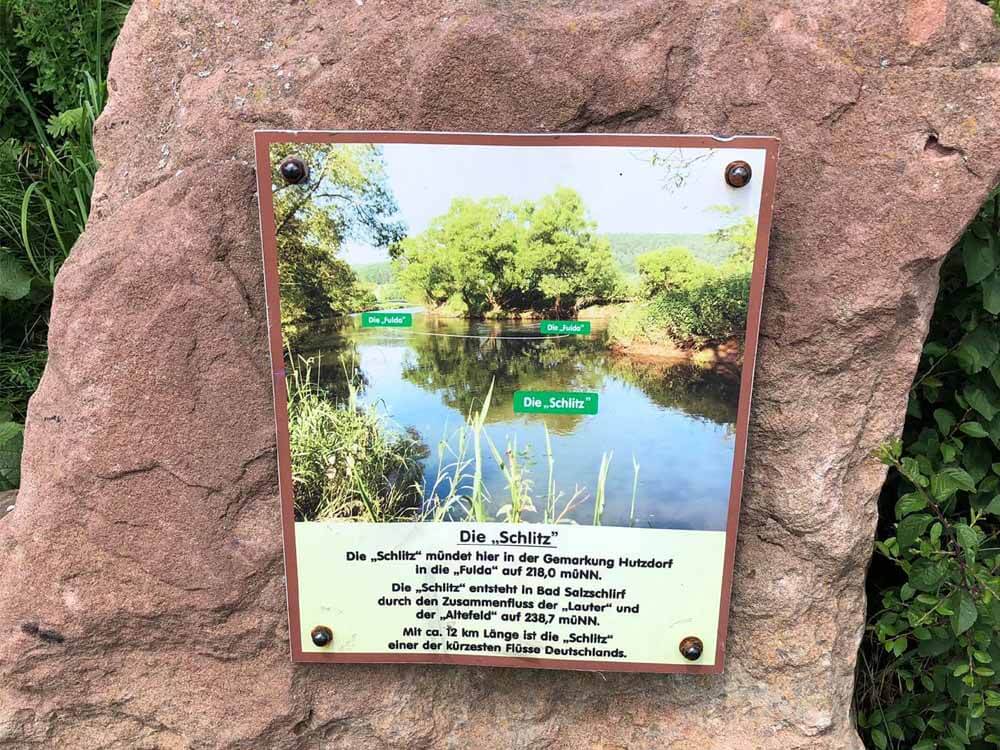 Die „Fulda"
Die „Fulda"
Die „Schlitz"
Die „Schlitz"
Die „Schlitz“ mündet hier in der Gemarkung Hutzdorf
in die „Fulda“ auf 218,0 müNN.
Die „Schlitz“ entsteht in Bad Salzschlirf
durch den Zusammenfluss der „Lauter“ und
der „Altefeld“ auf 238,7 müNN.
Mit ca. 12 km Länge ist die „Schlitz“
einer der kürzesten Flüsse Deutschlands.